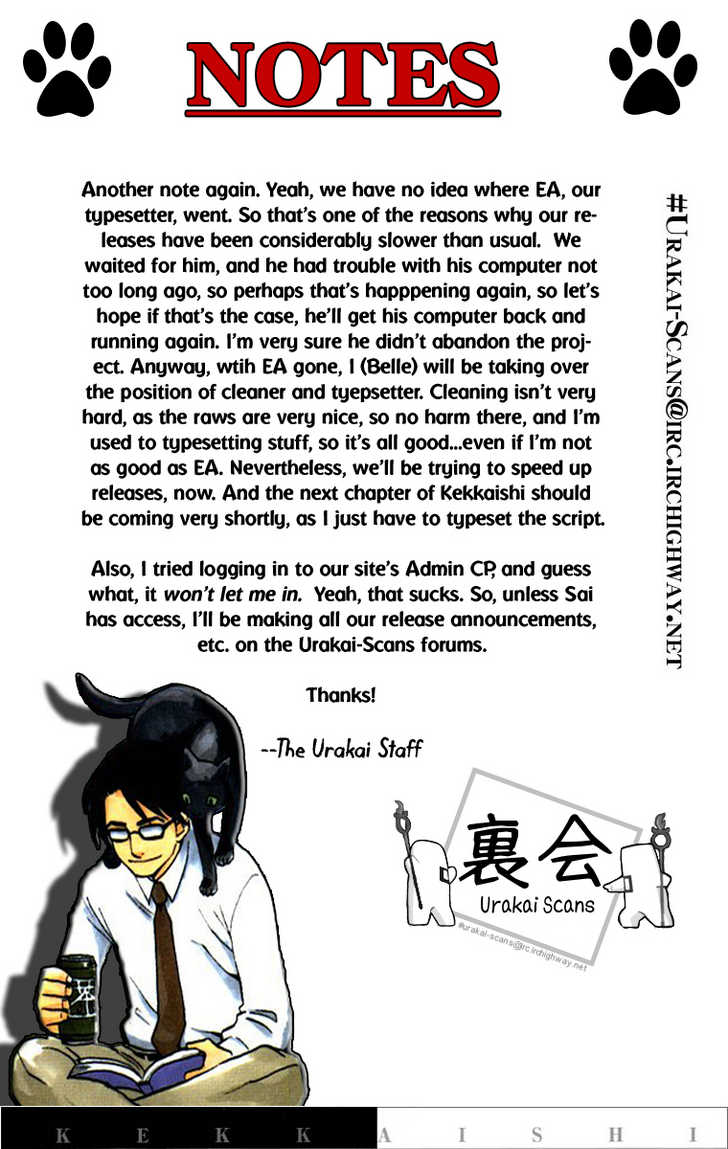 NOTES
Another note again. Yeah, we have no idea where EA, our
typesetter, went. So that's one of the reasons why our re-
leases have been considerably slower than usual.  We
waited for him, and he had trouble with his computer not
too long ago, so perhaps that's happpening again, so let's
hope if that's the case, he'll get his computer back and
running again. I'm very sure he didn't abandon the proj-
ect. Anyway, wtih EA gone, I (Belle) will be taking over
the position of cleaner and tyepsetter. Cleaning isn't very
hard, as the raws are very nice, so no harm there, and I'm
used to typesetting stuff, so it's all good...even if I'm not
as good as EA. Nevertheless, we'll be trying to speed up
releases, now. And the next chapter of Kekkaishi should
be coming very shortly, as I just have to typeset the script.
Also, I tried logging in to our site's Admin CP, and guess
what, it won't let me in.  Yeah, that sucks. So, unless Sai
has access, I'll be making all our release announcements,
etc. on the Urakai-Scans forums.
Thanks!
--The Urakai Staff
#URAKAI-SCANS@IRC.IRCHIGHWAY.NET
裏会
Urakai Scans
#urakai-scans@irc.irchighway.net
KEKKAISHI